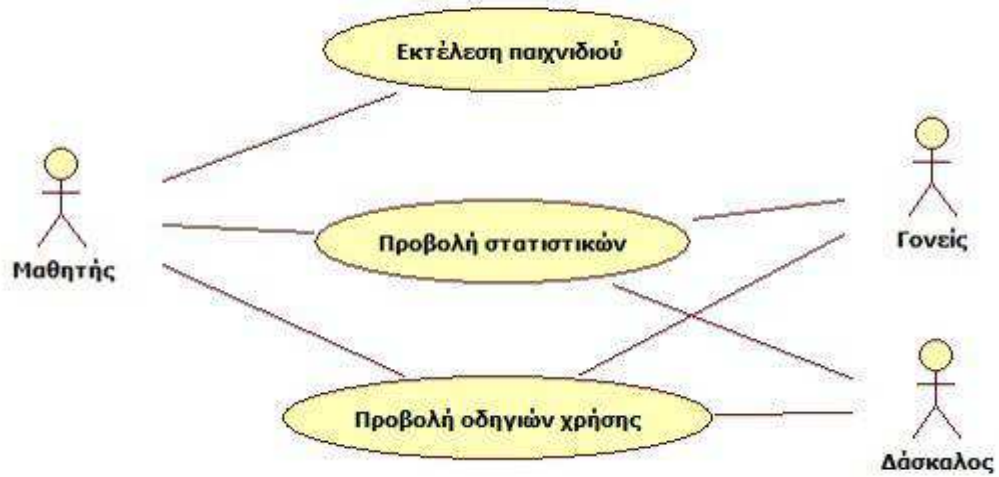 Εκτέλεση παιχνιδιού
Μαθητής
Προβολή στατιστικών
Γονείς
Προβολή οδηγιών χρήσης
Δάσκαλος